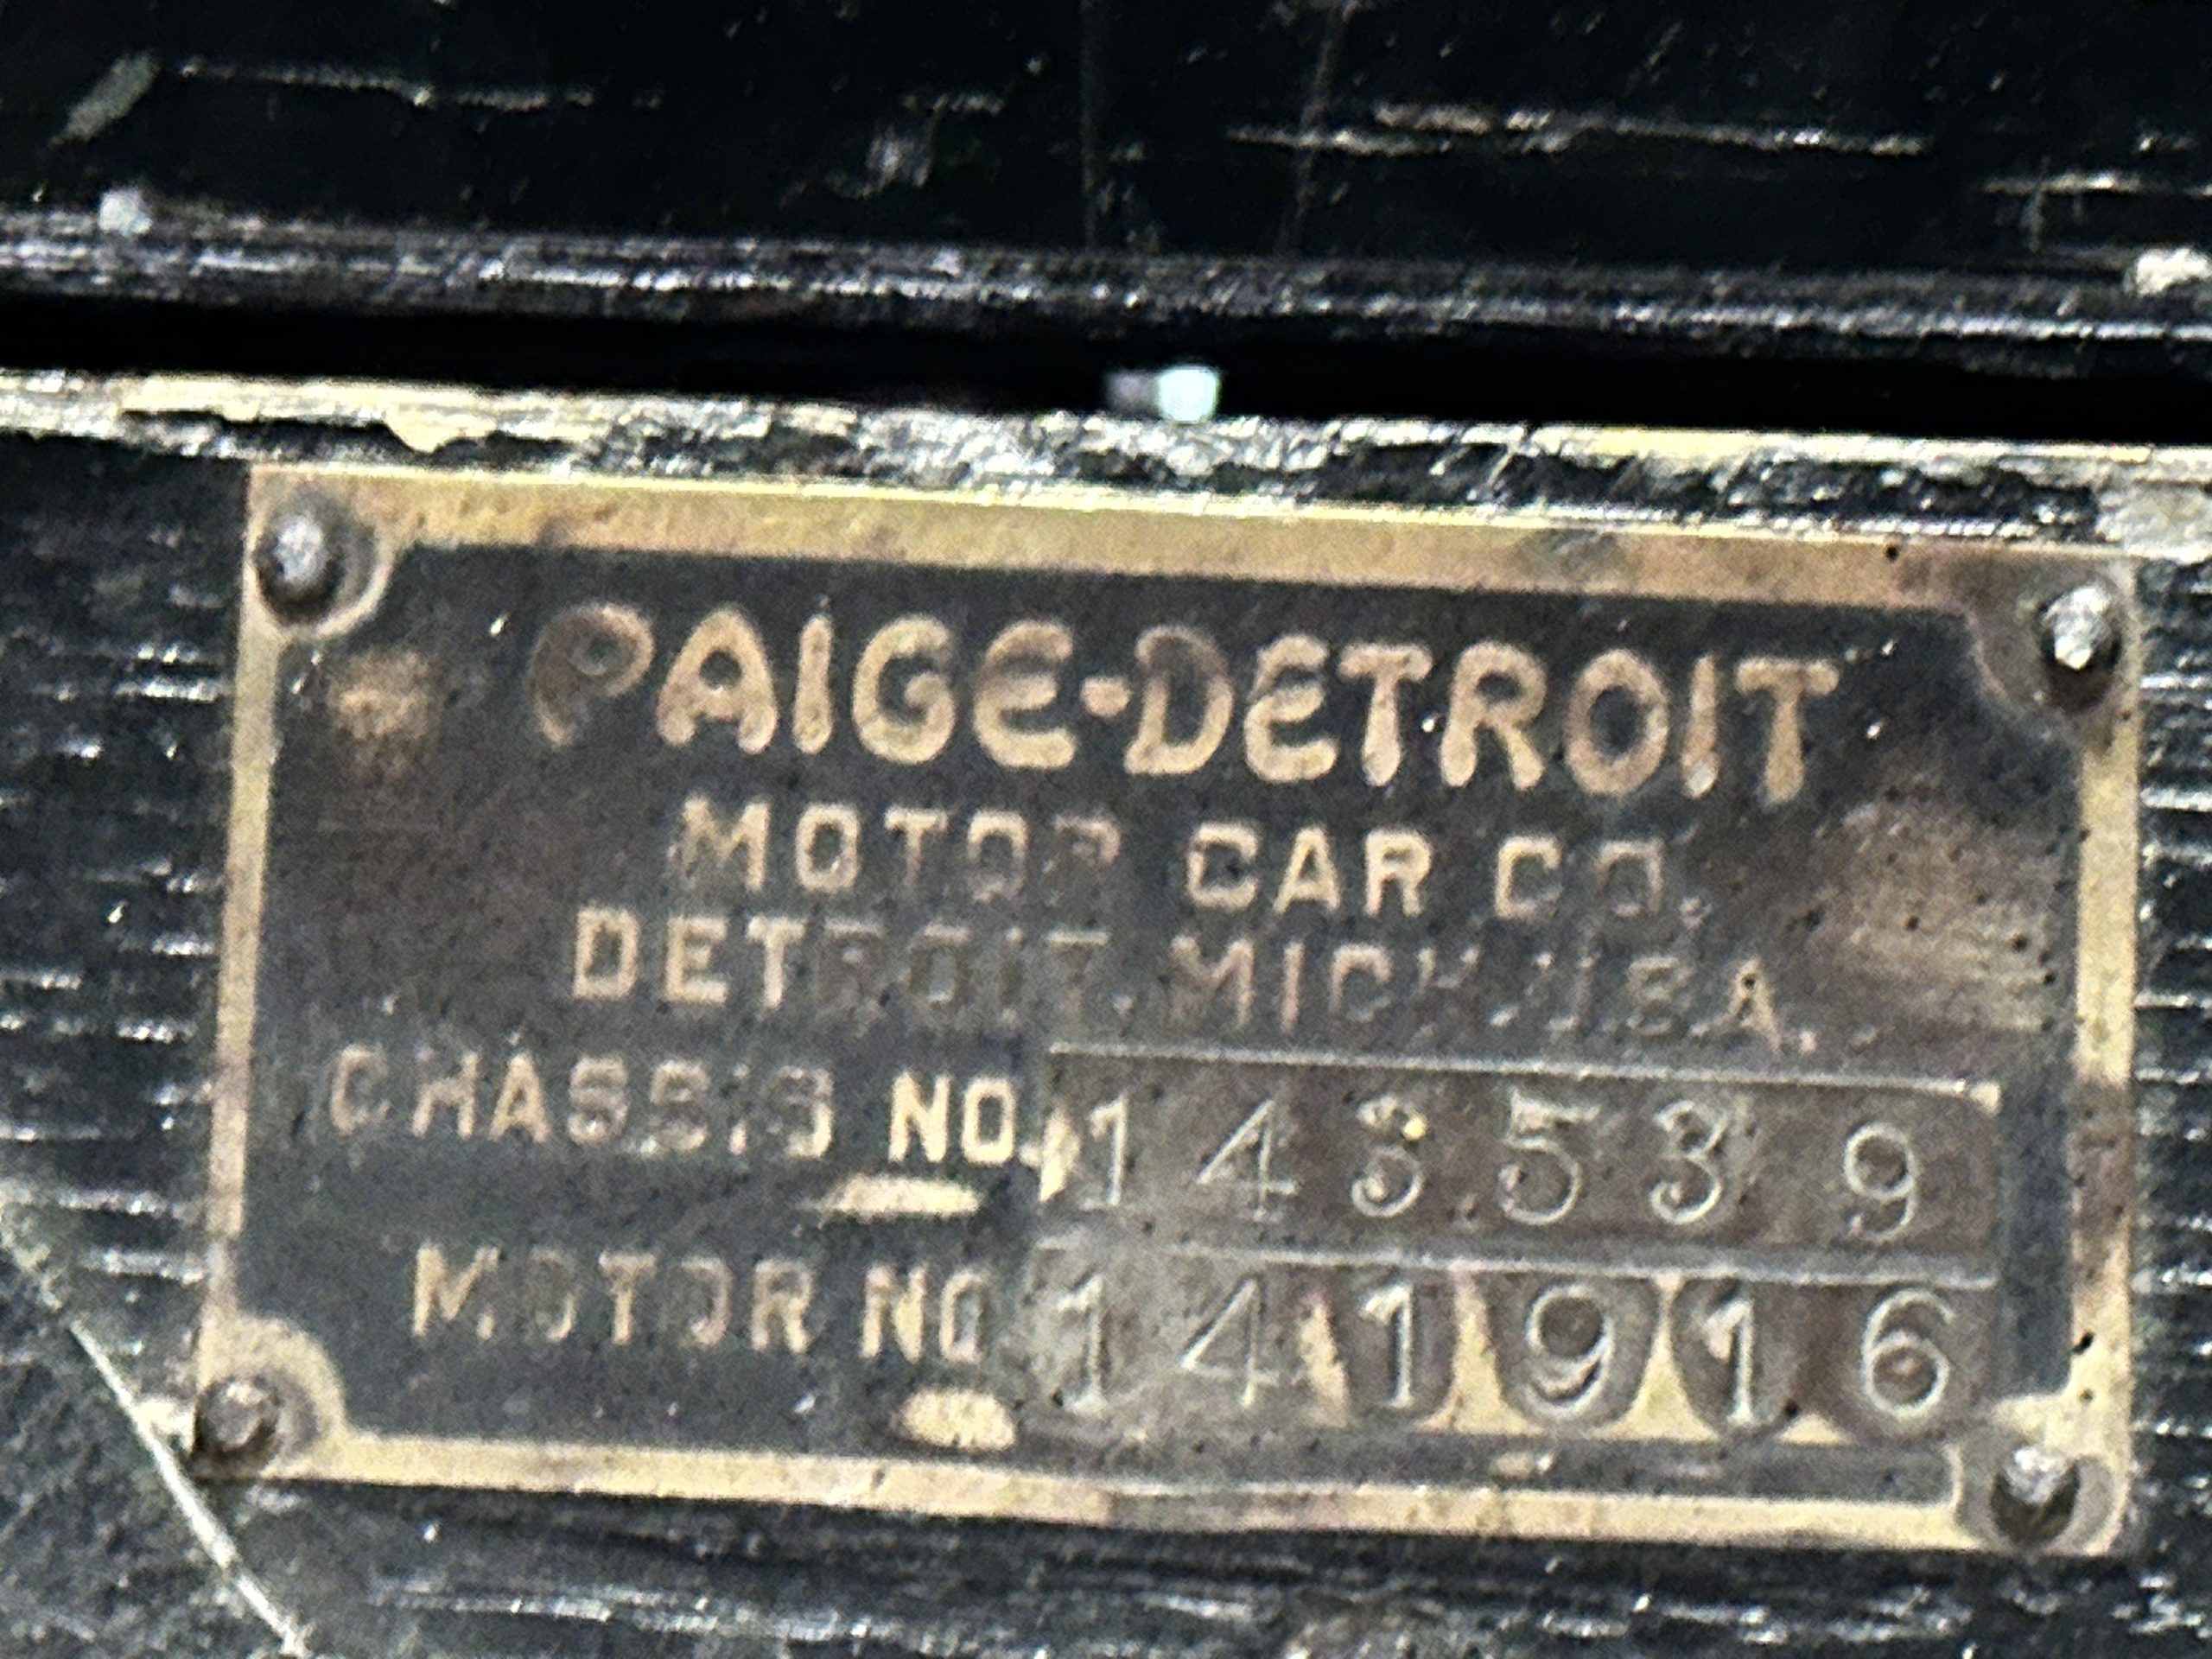 PAIGE-DETROIT
MOTOR CAR CO.
DETROIT, MICH. U.S.A.
CHASSIS NO. 143539
MOTOR NO 141916